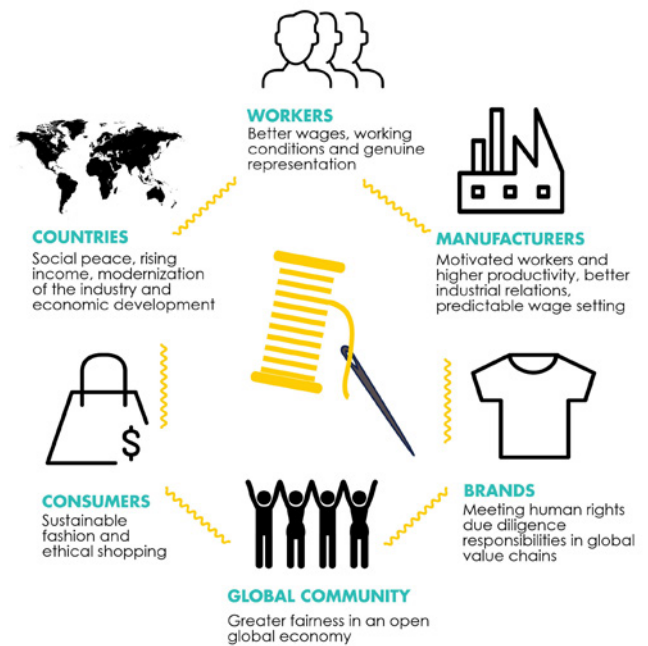 WORKERS
Better wages, working
conditions and genuine
representation
COUNTRIES
Social peace, rising
income, modernization
of the industry and
economic development
MANUFACTURERS
Motivated workers and
higher productivity, better
industrial relations,
predictable wage setting
$
CONSUMERS
Sustainable
fashion and
ethical shopping
BRANDS
Meeting human rights
due diligence
responsibilities in global
value chains
GLOBAL COMMUNITY
Greater fairness in an open
global economy